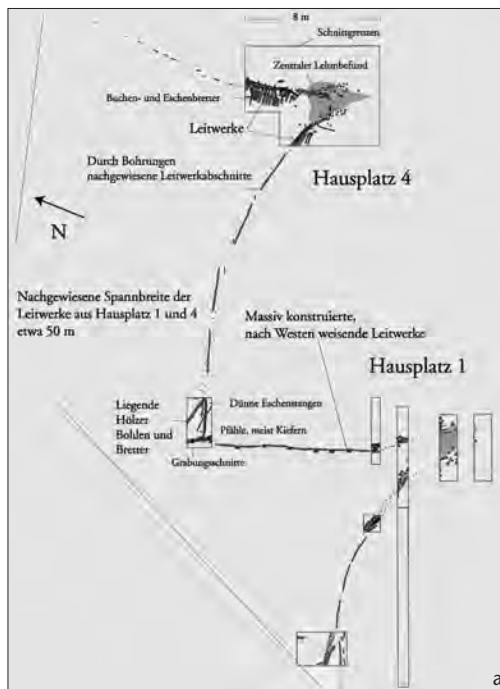 8 m
Schnittgrenzen
Zentraler Lehmbefund
Buchen- und Eschenbretter
Leitwerke
Durch Bohrungen
nachgewiesene Leitwerkabschnitte
Hausplatz 4
N
Nachgewiesene Spannbreite der
Leitwerke aus Hausplatz 1 und 4
etwa 50 m
Massiv konstruierte,
nach Westen weisende Leitwerke
Hausplatz 1
Liegende
Hölzer
Bohlen und
Bretter
Dünne Eschenstangen
Pfähle, meist Kiefern
Grabungsschnitte
a